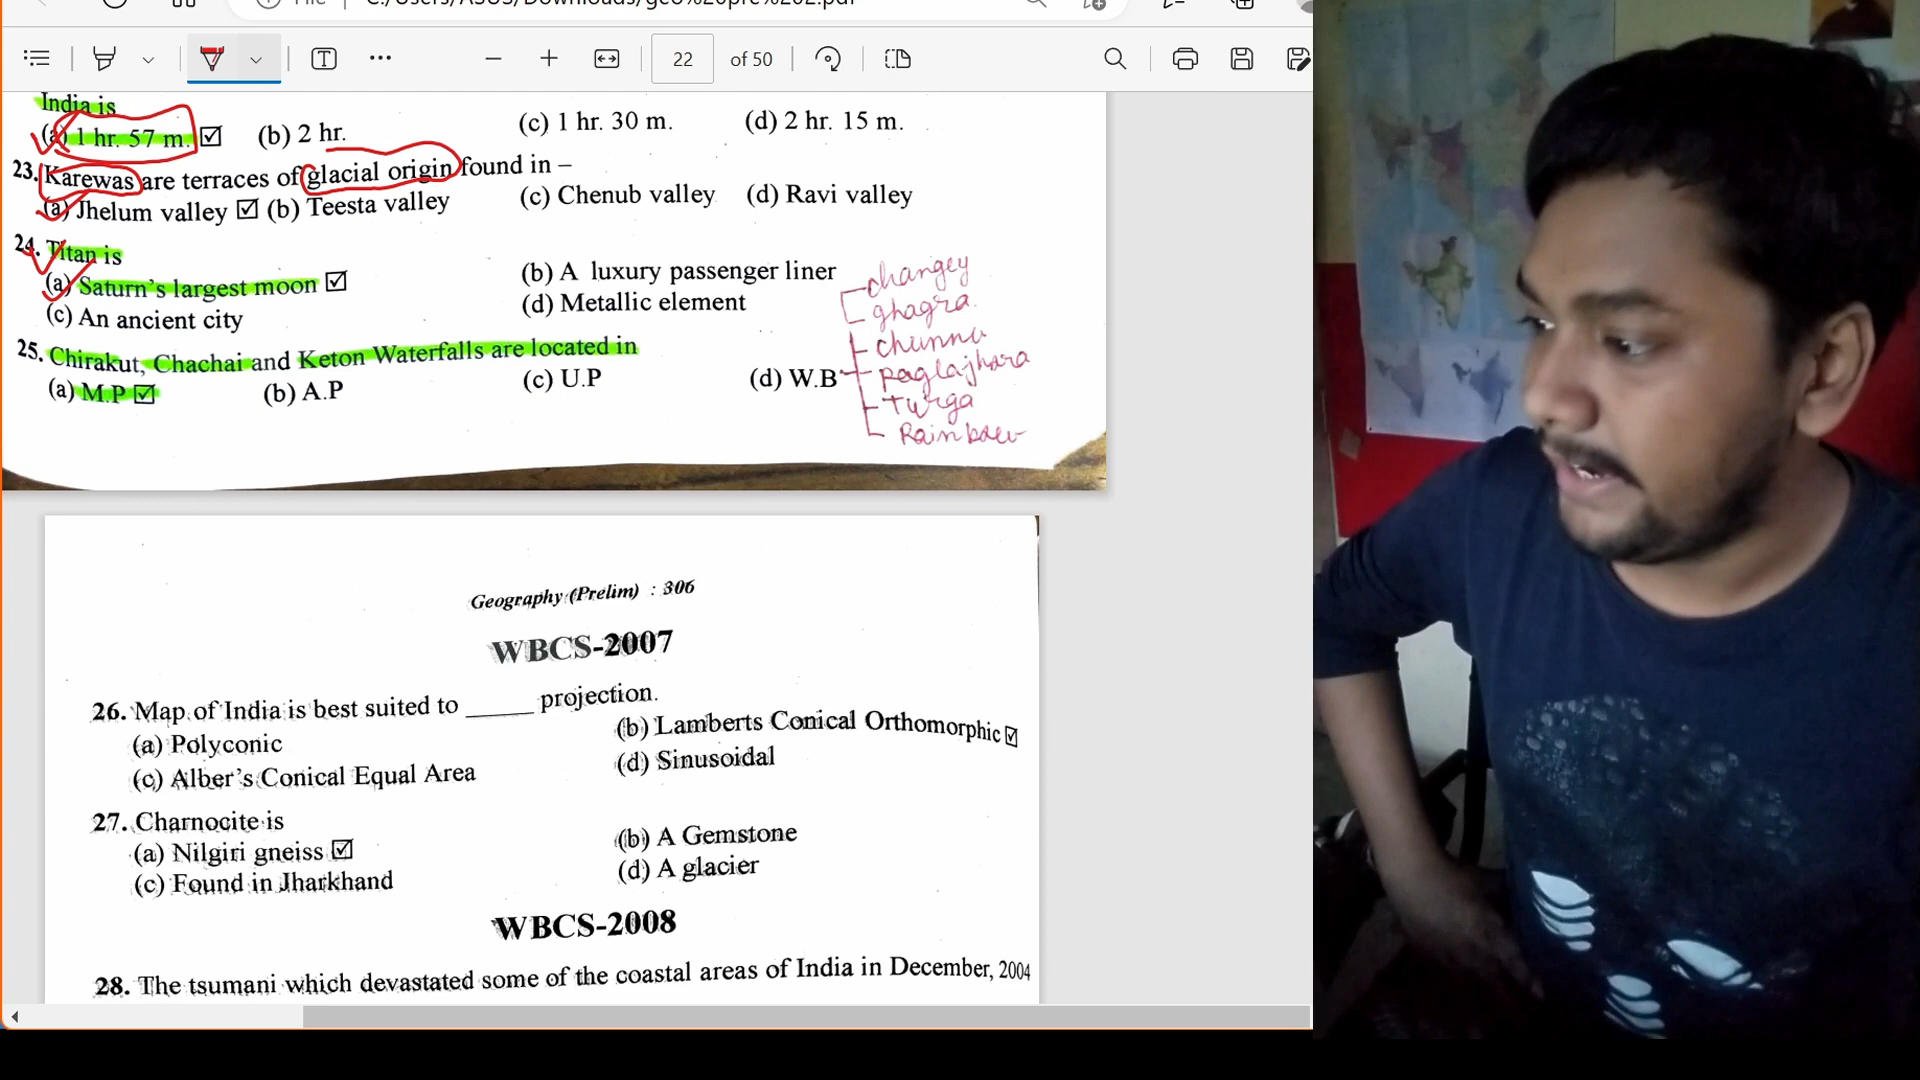 22 of 50
India is
(a) 1 hr. 57 m. ☑ (b) 2 hr. (c) 1 hr. 30 m. (d) 2 hr. 15 m.
23. Karewas are terraces of glacial origin found in –
(a) Jhelum valley ☑ (b) Teesta valley (c) Chenub valley (d) Ravi valley
24. Titan is
(a) Saturn's largest moon ☑ (b) A luxury passenger liner
(c) An ancient city (d) Metallic element
25. Chirakut, Chachai and Keton Waterfalls are located in
(a) M.P ☑ (b) A.P (c) U.P (d) W.B
changey
ghagra
chunnu
Paglajhara
Turga
Rainbow
Geography (Prelim) : 306
WBCS-2007
26. Map of India is best suited to _____ projection.
(a) Polyconic (b) Lamberts Conical Orthomorphic ☑
(c) Alber's Conical Equal Area (d) Sinusoidal
27. Charnocite is
(a) Nilgiri gneiss ☑ (b) A Gemstone
(c) Found in Jharkhand (d) A glacier
WBCS-2008
28. The tsumani which devastated some of the coastal areas of India in December, 2004